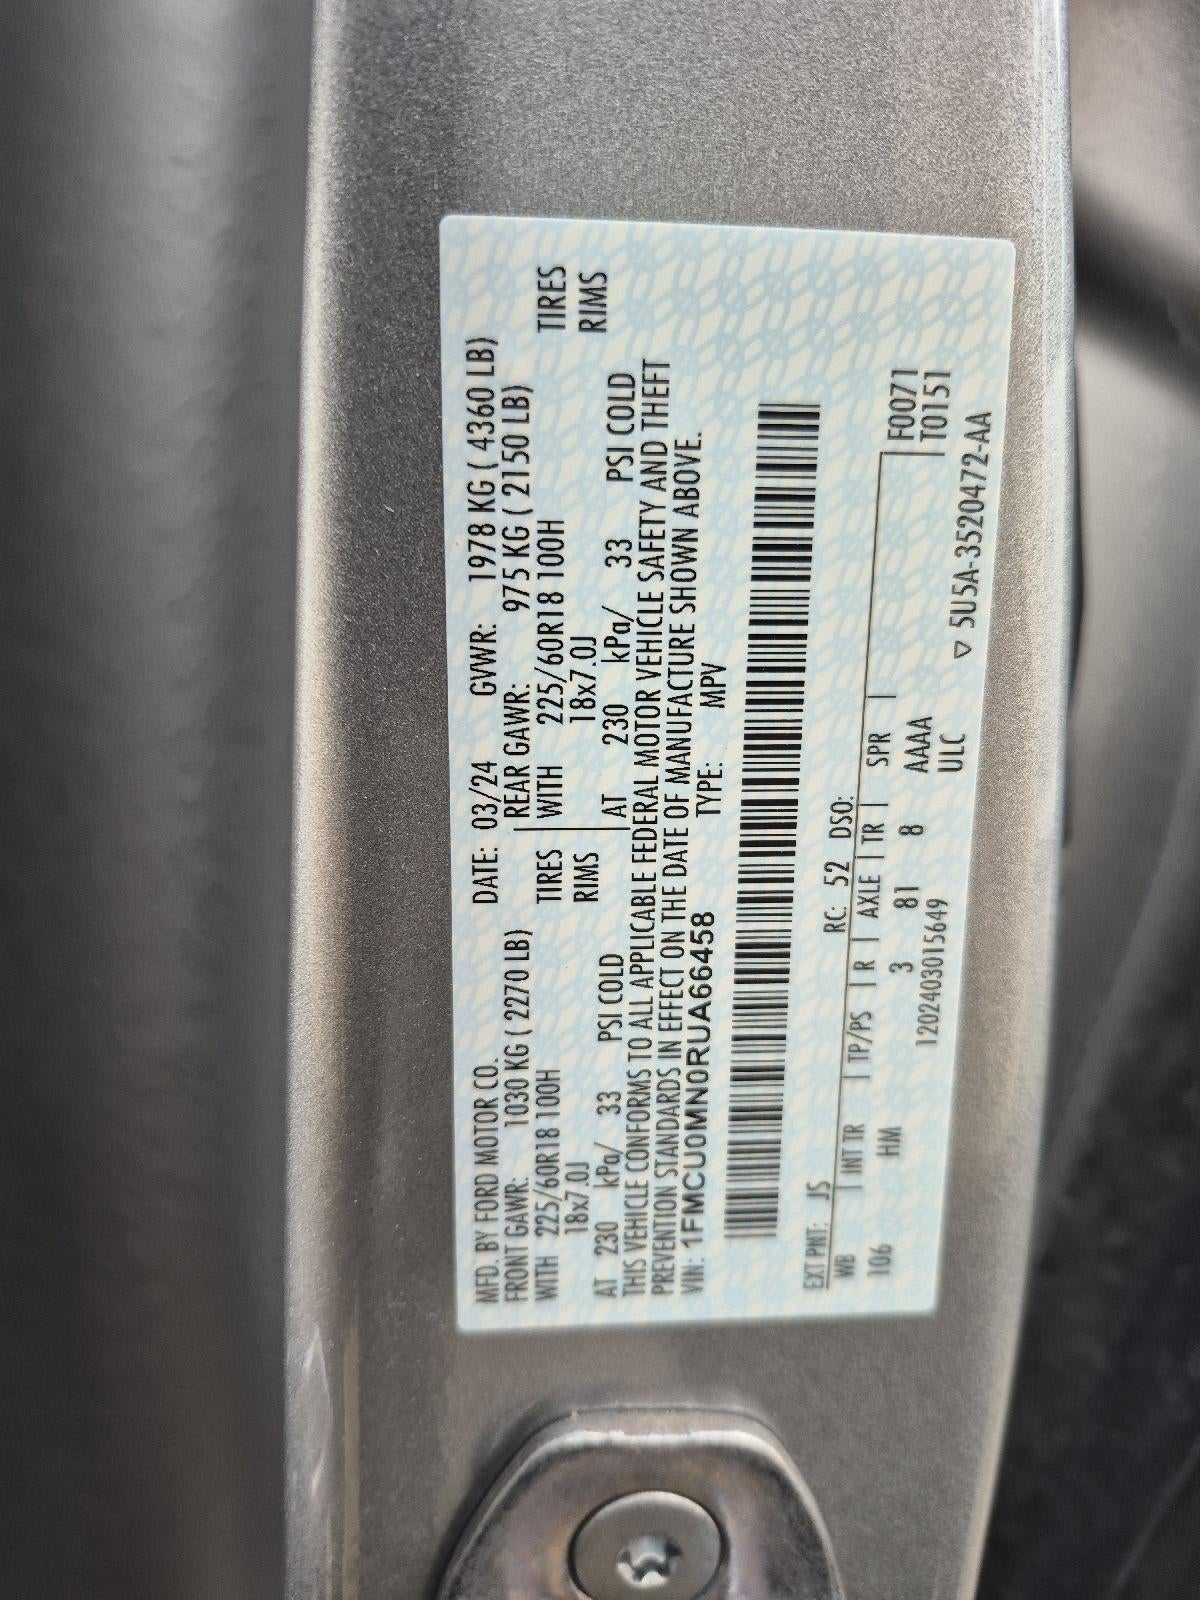 MFD. BY FORD MOTOR CO. DATE: 03/24 GVWR: 1978 KG ( 4360 LB)
FRONT GAWR: 1030 KG ( 2270 LB) REAR GAWR: 975 KG ( 2150 LB)
WITH 225/60R18 100H TIRES WITH 225/60R18 100H TIRES
18x7.0J RIMS 18x7.0J RIMS
AT 230 kPa/ 33 PSI COLD AT 230 kPa/ 33 PSI COLD
THIS VEHICLE CONFORMS TO ALL APPLICABLE FEDERAL MOTOR VEHICLE SAFETY AND THEFT
PREVENTION STANDARDS IN EFFECT ON THE DATE OF MANUFACTURE SHOWN ABOVE.
VIN: 1FMCU0MN0RUA66458 TYPE: MPV
EXT PNT: JS RC: 52 DSO:
WB | INT TR | TP/PS | R | AXLE | TR | SPR | F0071
106 HM 3 81 8 AAAA T0151
1202403015649 ULC ▽ 5U5A-3520472-AA